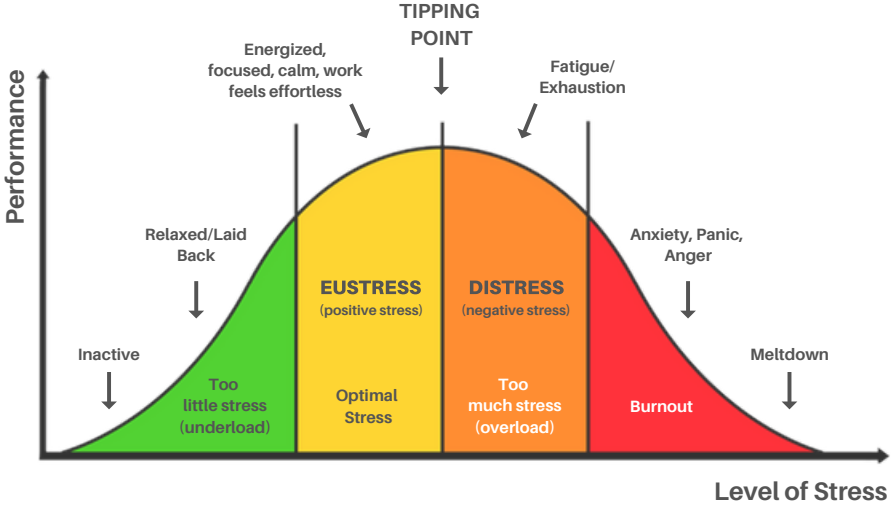 TIPPING
POINT
Energized,
focused, calm, work
feels effortless
Fatigue/
Exhaustion
Performance
Relaxed/Laid
Back
Anxiety, Panic,
Anger
EUSTRESS
(positive stress)
DISTRESS
(negative stress)
Inactive
Meltdown
Too
little stress
(underload)
Optimal
Stress
Too
much stress
(overload)
Burnout
Level of Stress